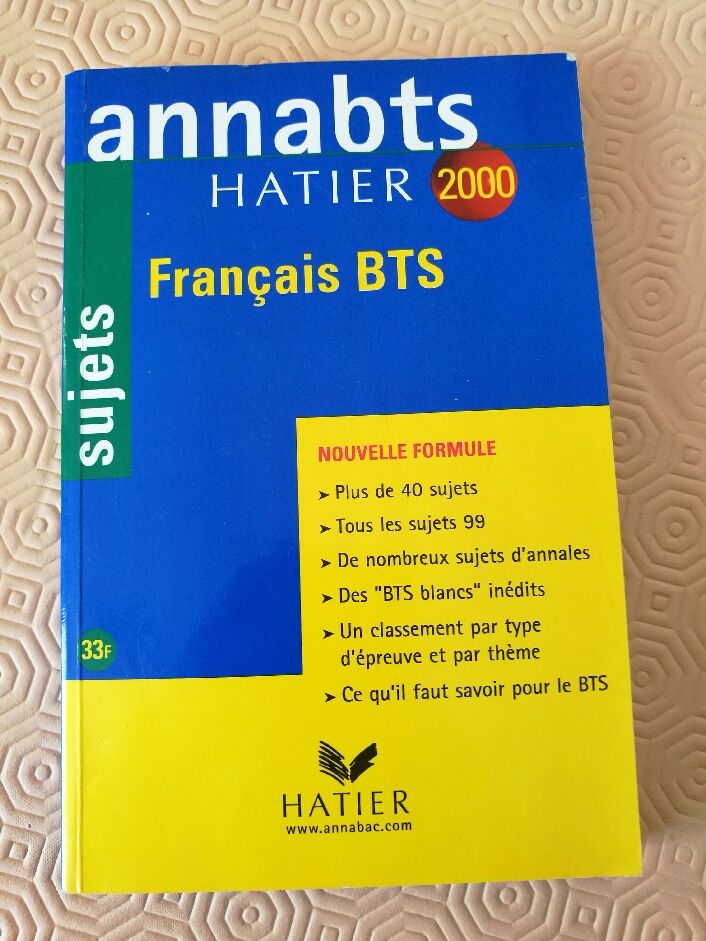 annabts
HATIER 2000
Français BTS
sujets
NOUVELLE FORMULE
➤ Plus de 40 sujets
➤ Tous les sujets 99
➤ De nombreux sujets d'annales
➤ Des "BTS blancs" inédits
➤ Un classement par type
d'épreuve et par thème
➤ Ce qu'il faut savoir pour le BTS
33F
HATIER
www.annabac.com